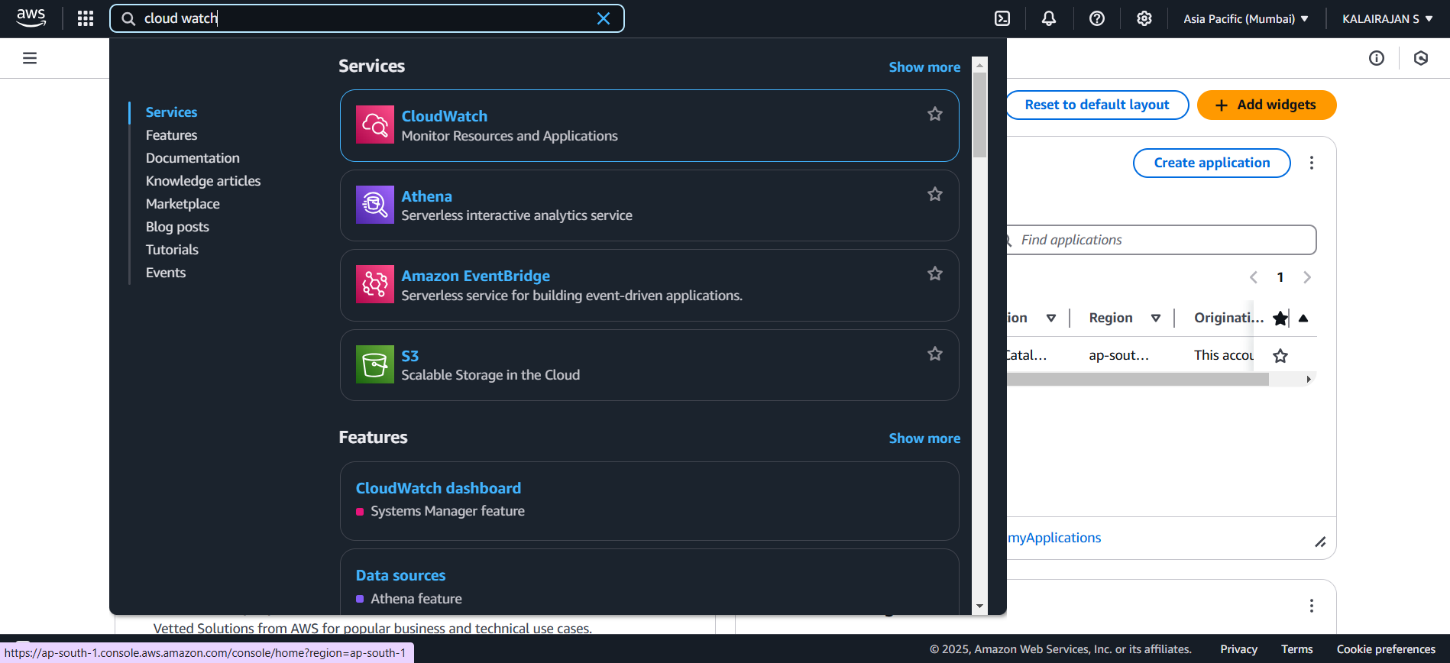 aws
cloud watch
Asia Pacific (Mumbai)
KALAIRAJAN S
Services
Features
Documentation
Knowledge articles
Marketplace
Blog posts
Tutorials
Events
Services
Show more
CloudWatch
Monitor Resources and Applications
Athena
Serverless interactive analytics service
Amazon EventBridge
Serverless service for building event-driven applications.
S3
Scalable Storage in the Cloud
Features
Show more
CloudWatch dashboard
Systems Manager feature
Data sources
Athena feature
Reset to default layout
Add widgets
Create application
Find applications
1
ion
Region
Originati...
Catal...
ap-sout...
This accou
myApplications
Vetted Solutions from AWS for popular business and technical use cases.
https://ap-south-1.console.aws.amazon.com/console/home?region=ap-south-1
© 2025, Amazon Web Services, Inc. or its affiliates.
Privacy
Terms
Cookie preferences